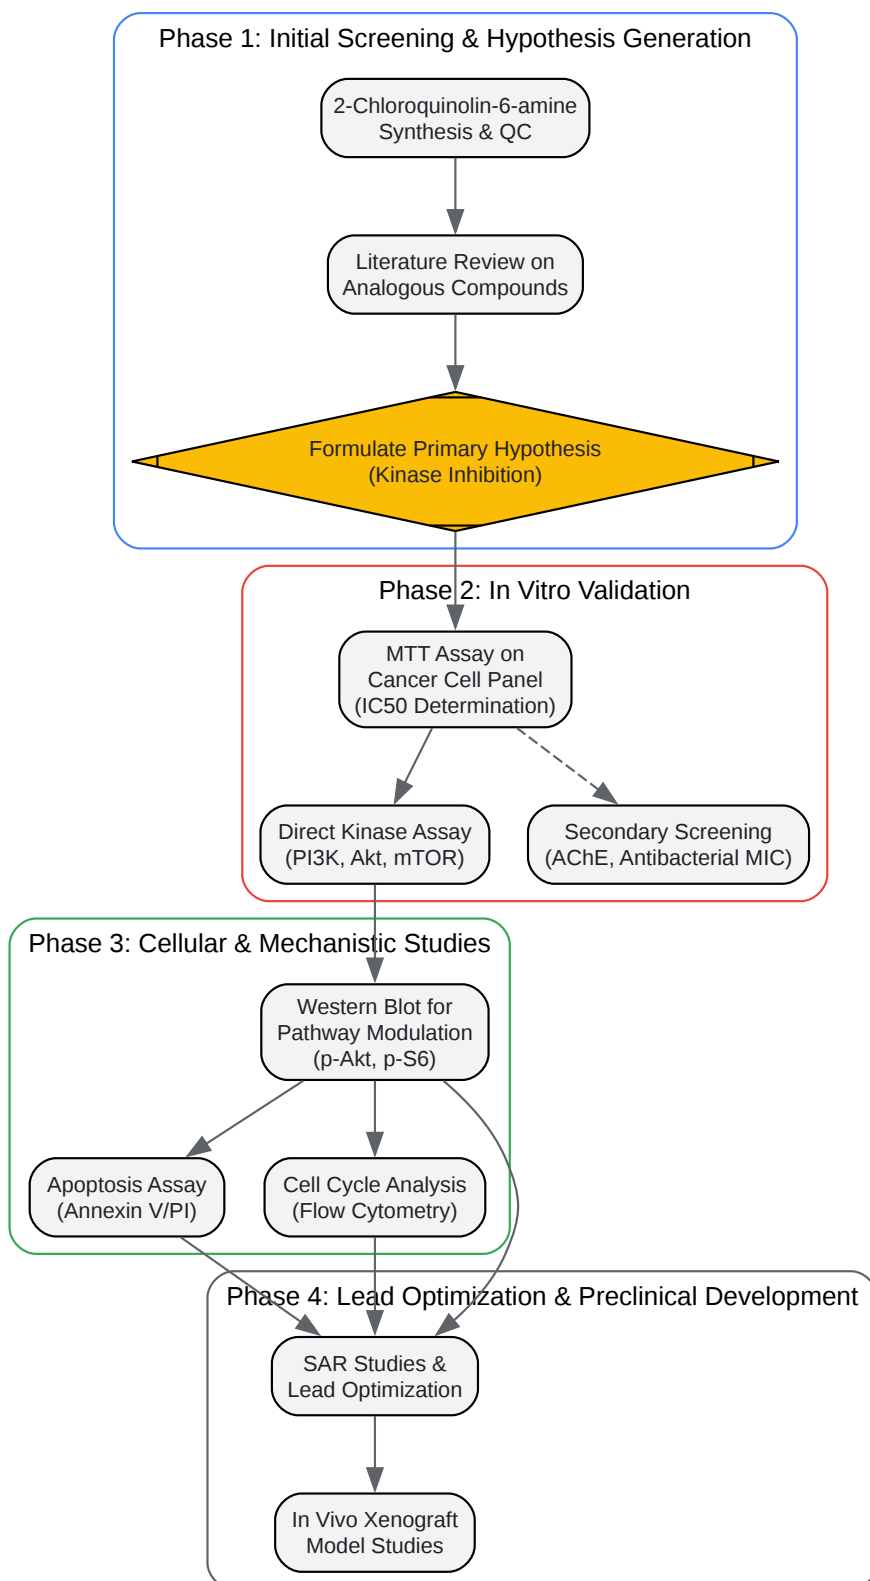 Phase 1: Initial Screening & Hypothesis Generation
2-Chloroquinolin-6-amine
Synthesis & QC
Literature Review on
Analogous Compounds
Formulate Primary Hypothesis
(Kinase Inhibition)
Phase 2: In Vitro Validation
MTT Assay on
Cancer Cell Panel
(IC50 Determination)
Direct Kinase Assay
(PI3K, Akt, mTOR)
Secondary Screening
(AChE, Antibacterial MIC)
Phase 3: Cellular & Mechanistic Studies
Western Blot for
Pathway Modulation
(p-Akt, p-S6)
Apoptosis Assay
(Annexin V/PI)
Cell Cycle Analysis
(Flow Cytometry)
Phase 4: Lead Optimization & Preclinical Development
SAR Studies &
Lead Optimization
In Vivo Xenograft
Model Studies